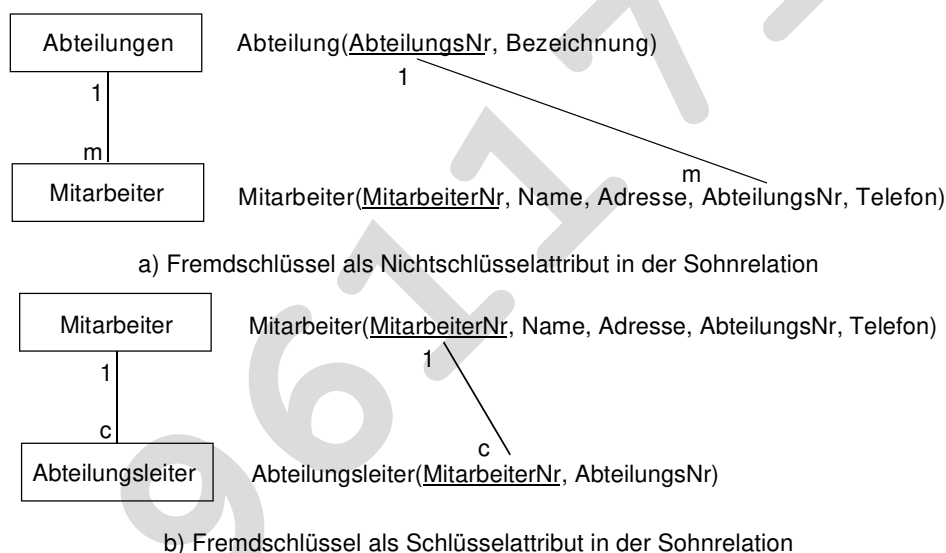 Abteilungen
Abteilung(AbteilungsNr, Bezeichnung)
1
1
m
m
Mitarbeiter
Mitarbeiter(MitarbeiterNr, Name, Adresse, AbteilungsNr, Telefon)
a) Fremdschlüssel als Nichtschlüsselattribut in der Sohnrelation
Mitarbeiter
Mitarbeiter(MitarbeiterNr, Name, Adresse, AbteilungsNr, Telefon)
1
1
c
c
Abteilungsleiter
Abteilungsleiter(MitarbeiterNr, AbteilungsNr)
b) Fremdschlüssel als Schlüsselattribut in der Sohnrelation
96117